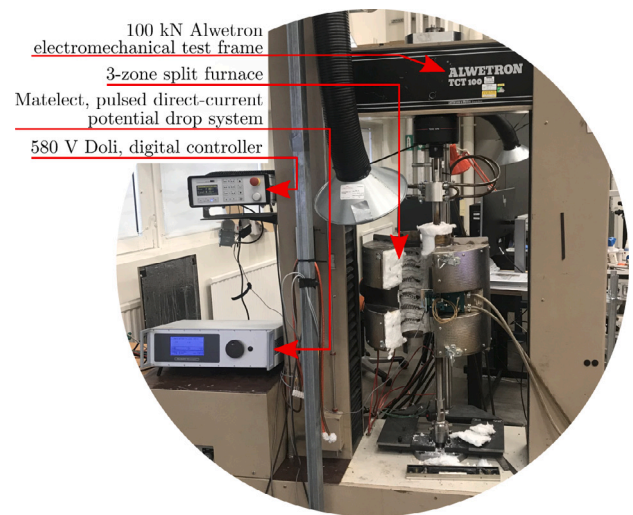 100 kN Alwetron
electromechanical test frame
3-zone split furnace
Matelect, pulsed direct-current
potential drop system
580 V Doli, digital controller
ALWETRON
TCT 100